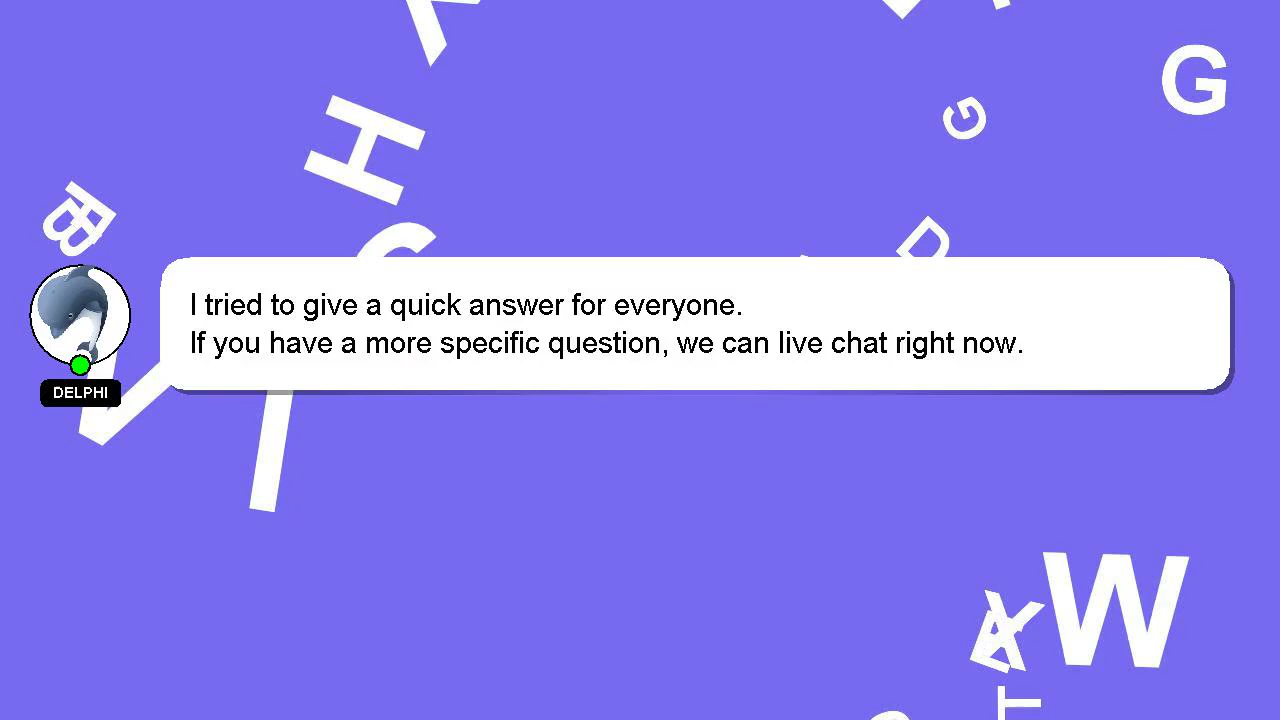 G
H
G
B
D
I tried to give a quick answer for everyone.
If you have a more specific question, we can live chat right now.
DELPHI
W
X
T